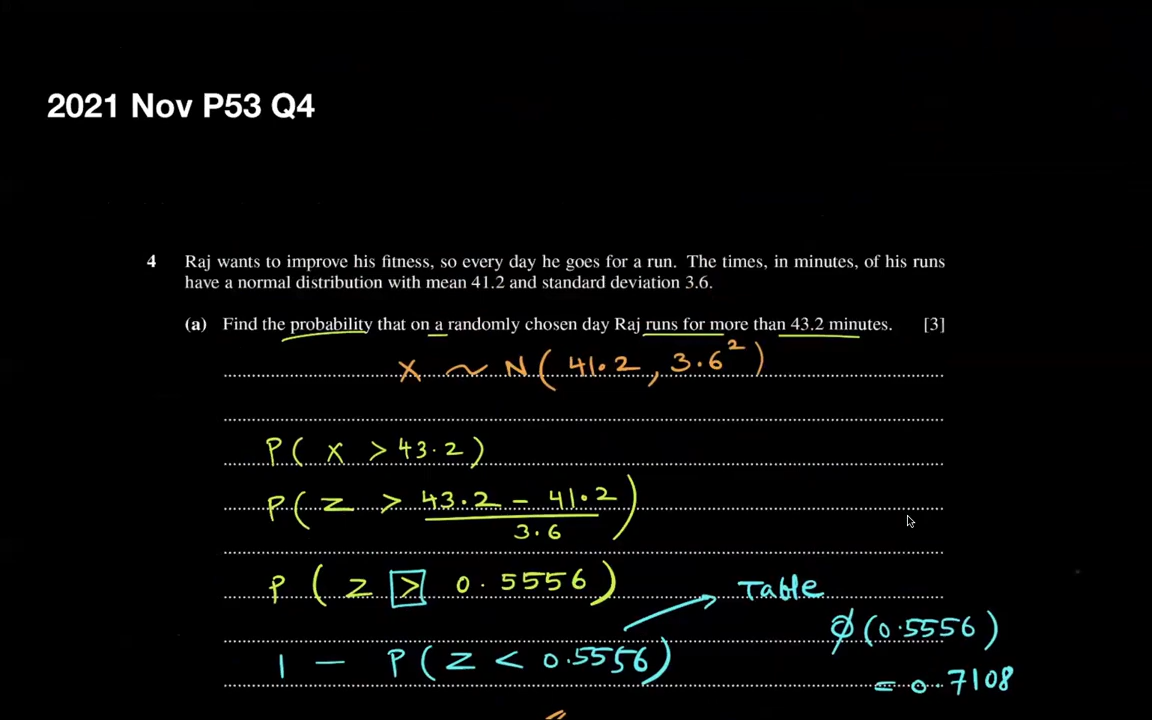 2021 Nov P53 Q4
4 Raj wants to improve his fitness, so every day he goes for a run. The times, in minutes, of his runs
have a normal distribution with mean 41.2 and standard deviation 3.6.
(a) Find the probability that on a randomly chosen day Raj runs for more than 43.2 minutes. [3]
X ~ N(41.2, 3.6²)
P(X > 43.2)
P(Z > (43.2 - 41.2)/3.6)
P(Z > 0.5556)
Table
Ø(0.5556)
1 - P(Z < 0.5556)
= 0.7108